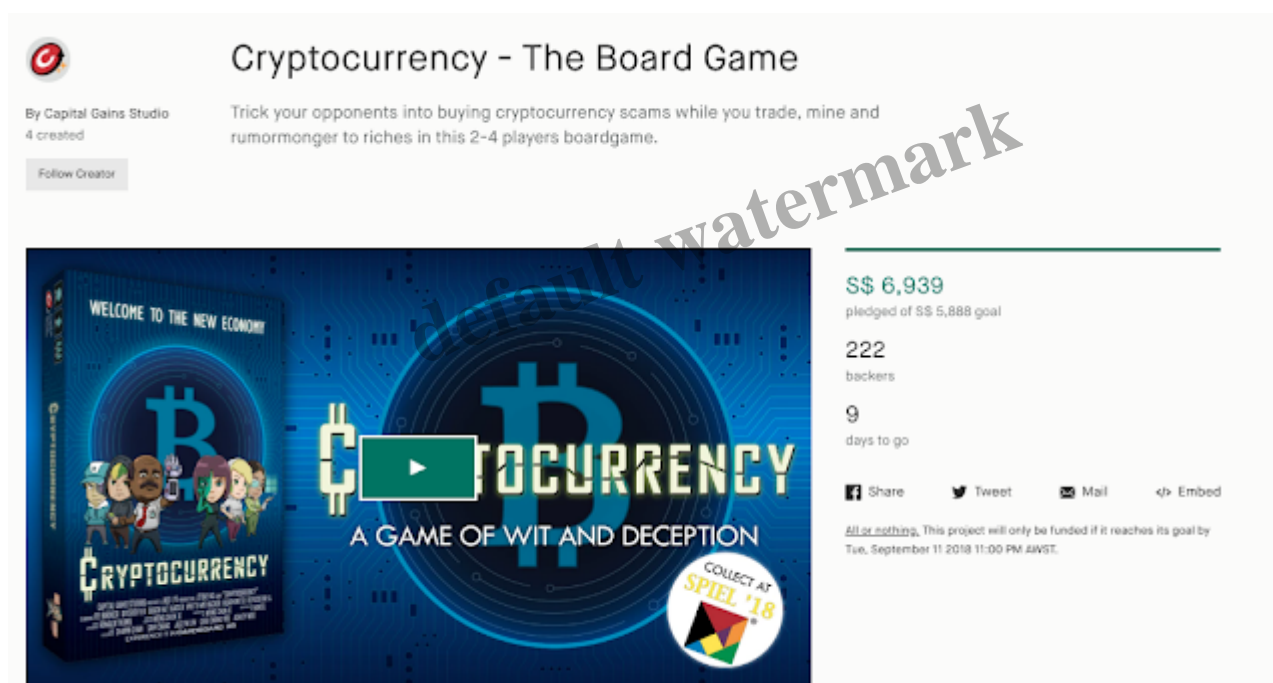 Cryptocurrency - The Board Game
By Capital Gains Studio
4 created
Follow Creator
Trick your opponents into buying cryptocurrency scams while you trade, mine and
rumormonger to riches in this 2-4 players boardgame.
default watermark
WELCOME TO THE NEW ECONOMY
CRYPTOCURRENCY
CRYPTOCURRENCY
C TOCURRENCY
A GAME OF WIT AND DECEPTION
COLLECT AT
SPIEL '18
S$ 6,939
pledged of S$ 5,888 goal
222
backers
9
days to go
Share
Tweet
Mail
Embed
All or nothing. This project will only be funded if it reaches its goal by
Tue, September 11 2018 11:00 PM AWST.